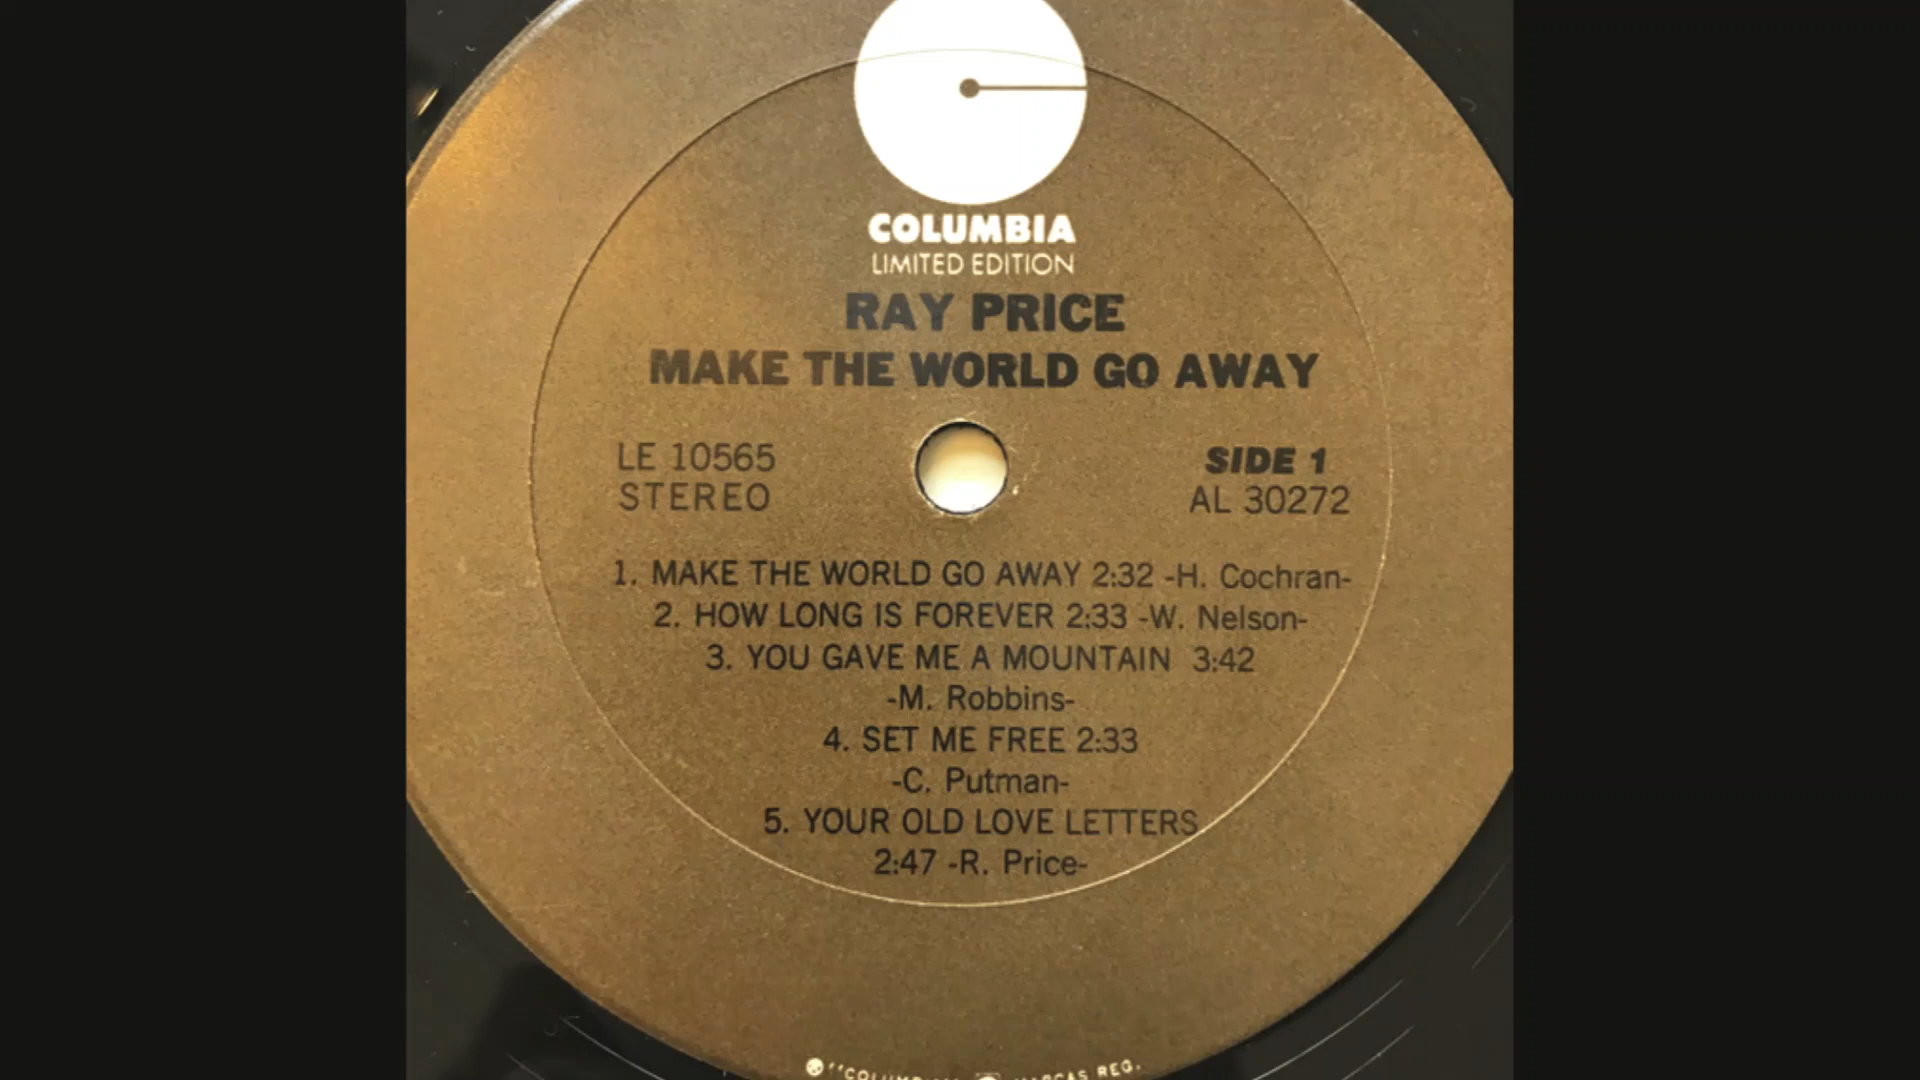 COLUMBIA
LIMITED EDITION
RAY PRICE
MAKE THE WORLD GO AWAY
LE 10565
STEREO
SIDE 1
AL 30272
1. MAKE THE WORLD GO AWAY 2:32 -H. Cochran-
2. HOW LONG IS FOREVER 2:33 -W. Nelson-
3. YOU GAVE ME A MOUNTAIN 3:42
-M. Robbins-
4. SET ME FREE 2:33
-C. Putman-
5. YOUR OLD LOVE LETTERS
2:47 -R. Price-
REG.